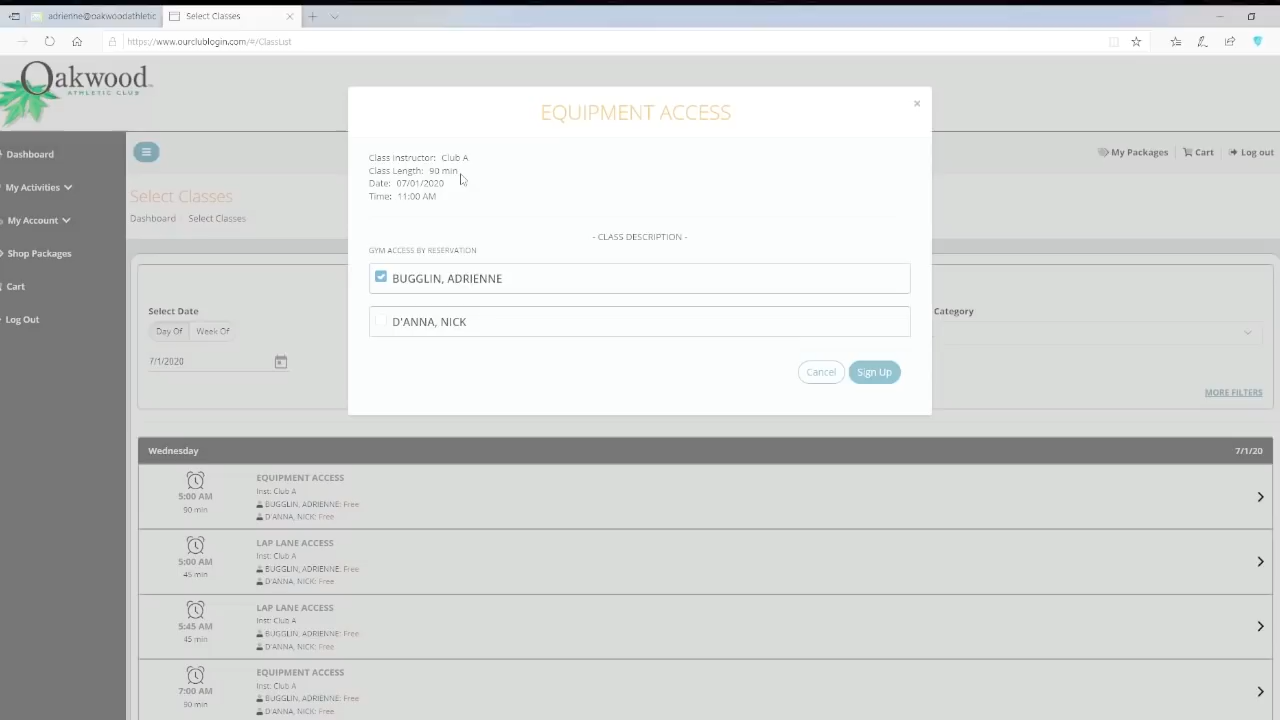 adrienne@oakwoodathletic
Select Classes
https://www.ourclublogin.com/#/ClassList
Oakwood
ATHLETIC CLUB
Dashboard
My Activities
My Account
Shop Packages
Cart
Log Out
My Packages
Cart
Log out
Select Classes
Dashboard Select Classes
Select Date
Day Of Week Of
7/1/2020
Category
MORE FILTERS
EQUIPMENT ACCESS
×
Class Instructor: Club A
Class Length: 90 min
Date: 07/01/2020
Time: 11:00 AM
- CLASS DESCRIPTION -
GYM ACCESS BY RESERVATION
BUGGLIN, ADRIENNE
D'ANNA, NICK
Cancel Sign Up
Wednesday 7/1/20
5:00 AM
90 min
EQUIPMENT ACCESS
Inst: Club A
BUGGLIN, ADRIENNE: Free
D'ANNA, NICK: Free
5:00 AM
45 min
LAP LANE ACCESS
Inst: Club A
BUGGLIN, ADRIENNE: Free
D'ANNA, NICK: Free
5:45 AM
45 min
LAP LANE ACCESS
Inst: Club A
BUGGLIN, ADRIENNE: Free
D'ANNA, NICK: Free
7:00 AM
90 min
EQUIPMENT ACCESS
Inst: Club A
BUGGLIN, ADRIENNE: Free
D'ANNA, NICK: Free